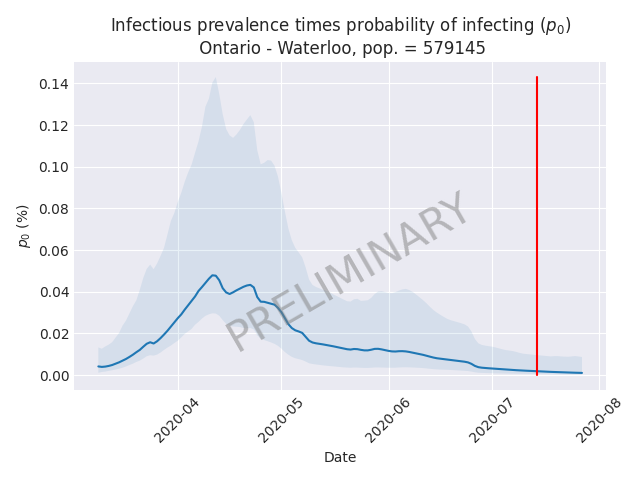 Infectious prevalence times probability of infecting (p₀)
Ontario - Waterloo, pop. = 579145
0.14
0.12
0.10
0.08
0.06
0.04
0.02
0.00
p₀ (%)
PRELIMINARY
2020-04
2020-05
2020-06
2020-07
2020-08
Date